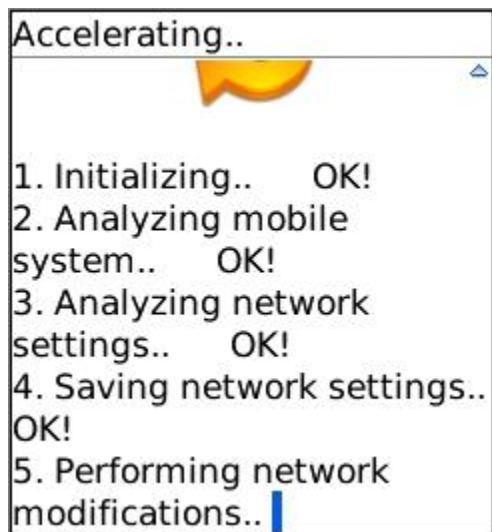 Accelerating..
1. Initializing.. OK!
2. Analyzing mobile
system.. OK!
3. Analyzing network
settings.. OK!
4. Saving network settings..
OK!
5. Performing network
modifications..